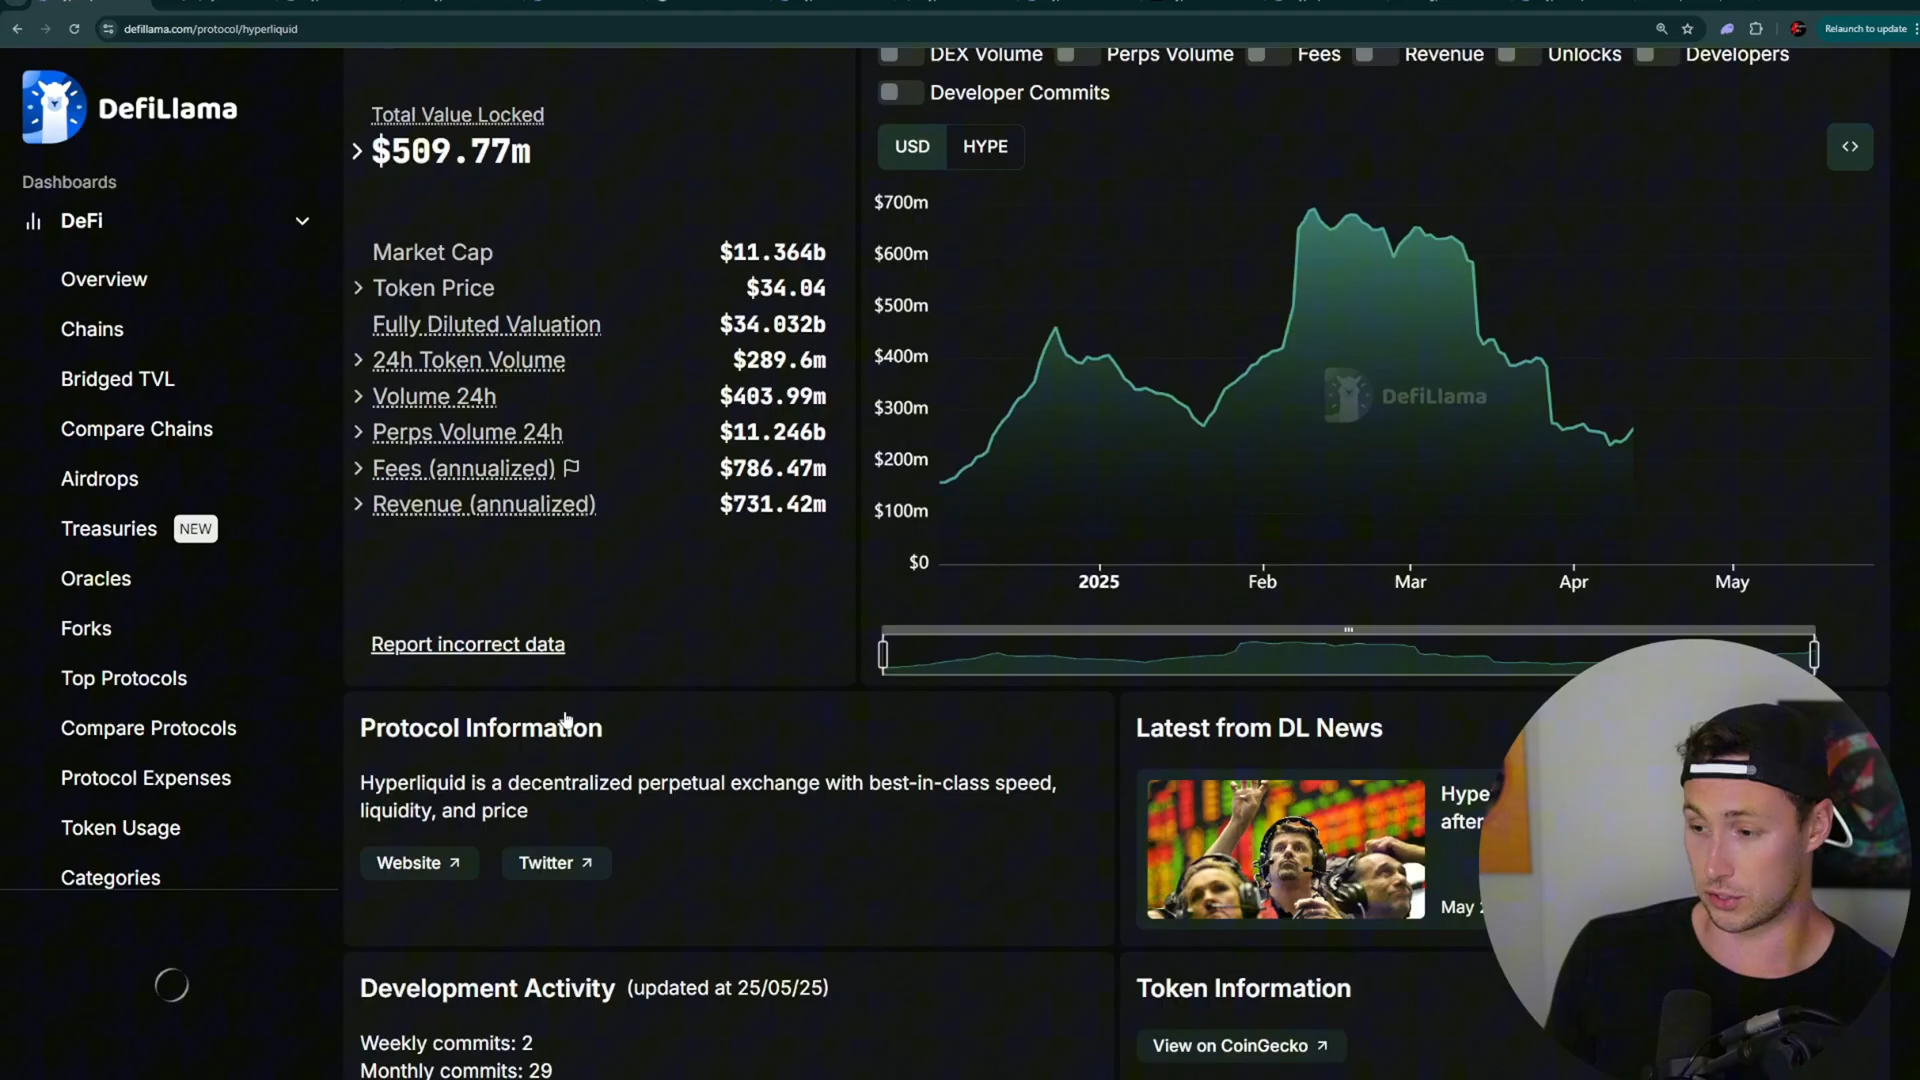 defillama.com/protocol/hyperliquid
Relaunch to update
DefiLlama
Dashboards
DeFi
Overview
Chains
Bridged TVL
Compare Chains
Airdrops
Treasuries NEW
Oracles
Forks
Top Protocols
Compare Protocols
Protocol Expenses
Token Usage
Categories
Total Value Locked
$509.77m
Market Cap $11.364b
Token Price $34.04
Fully Diluted Valuation $34.032b
24h Token Volume $289.6m
Volume 24h $403.99m
Perps Volume 24h $11.246b
Fees (annualized) $786.47m
Revenue (annualized) $731.42m
Report incorrect data
DEX Volume Perps Volume Fees Revenue Unlocks Developers
Developer Commits
USD HYPE
$700m
$600m
$500m
$400m
$300m
$200m
$100m
$0
2025 Feb Mar Apr May
DefiLlama
Protocol Information
Hyperliquid is a decentralized perpetual exchange with best-in-class speed,
liquidity, and price
Website Twitter
Latest from DL News
Hype
after
May 2
Development Activity (updated at 25/05/25)
Weekly commits: 2
Monthly commits: 29
Token Information
View on CoinGecko